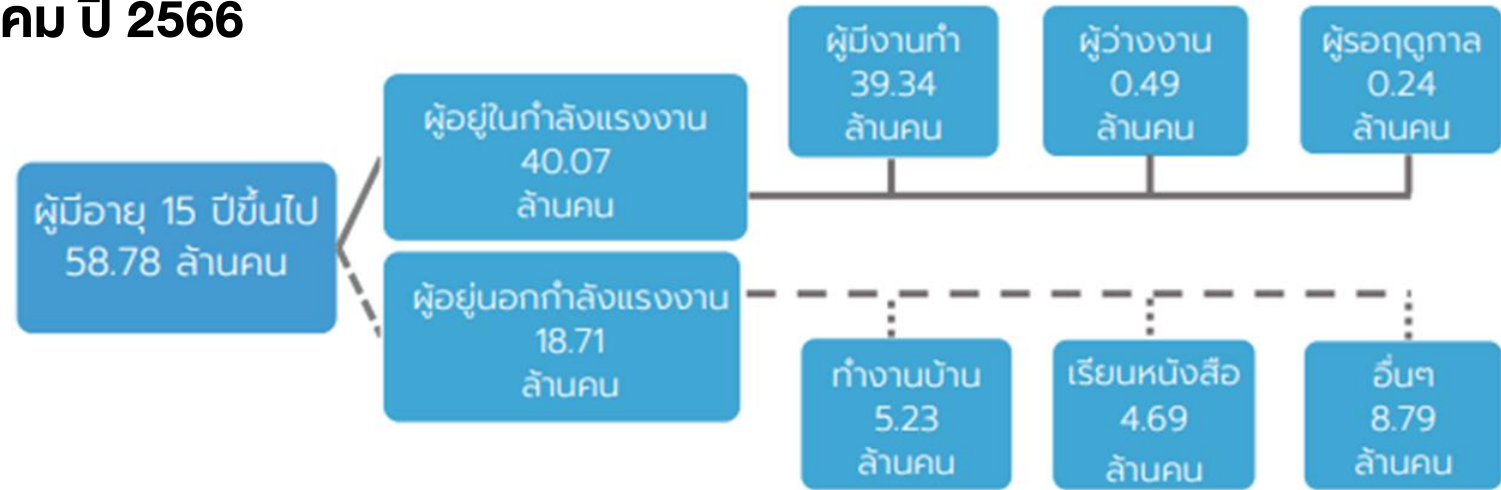 คม ปี 2566
ผู้มีอายุ 15 ปีขึ้นไป
58.78 ล้านคน
ผู้อยู่ในกำลังแรงงาน
40.07
ล้านคน
ผู้มีงานทำ
39.34
ล้านคน
ผู้ว่างงาน
0.49
ล้านคน
ผู้รอฤดูกาล
0.24
ล้านคน
ผู้อยู่นอกกำลังแรงงาน
18.71
ล้านคน
ทำงานบ้าน
5.23
ล้านคน
เรียนหนังสือ
4.69
ล้านคน
อื่นๆ
8.79
ล้านคน